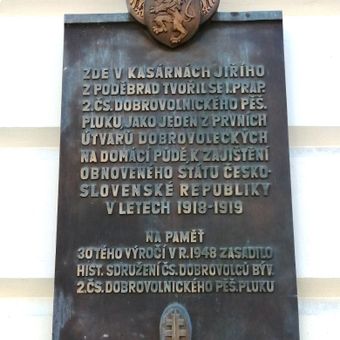 ZDE V KASÁRNÁCH JIŘÍHO
Z PODĚBRAD TVOŘIL SE 1. PRAP.
2. ČS. DOBROVOLNICKÉHO PĚŠ.
PLUKU, JAKO JEDEN Z PRVNÍCH
ÚTVARŮ DOBROVOLECKÝCH
NA DOMÁCÍ PŮDĚ K ZAJIŠTĚNÍ
OBNOVENÉHO STÁTU ČESKO-
SLOVENSKÉ REPUBLIKY
V LETECH 1918-1919
NA PAMĚŤ
30TÉHO VÝROČÍ V R. 1948 ZASADILO
HIST. SDRUŽENÍ ČS. DOBROVOLCŮ BÝV.
2. ČS. DOBROVOLNICKÉHO PĚŠ. PLUKU